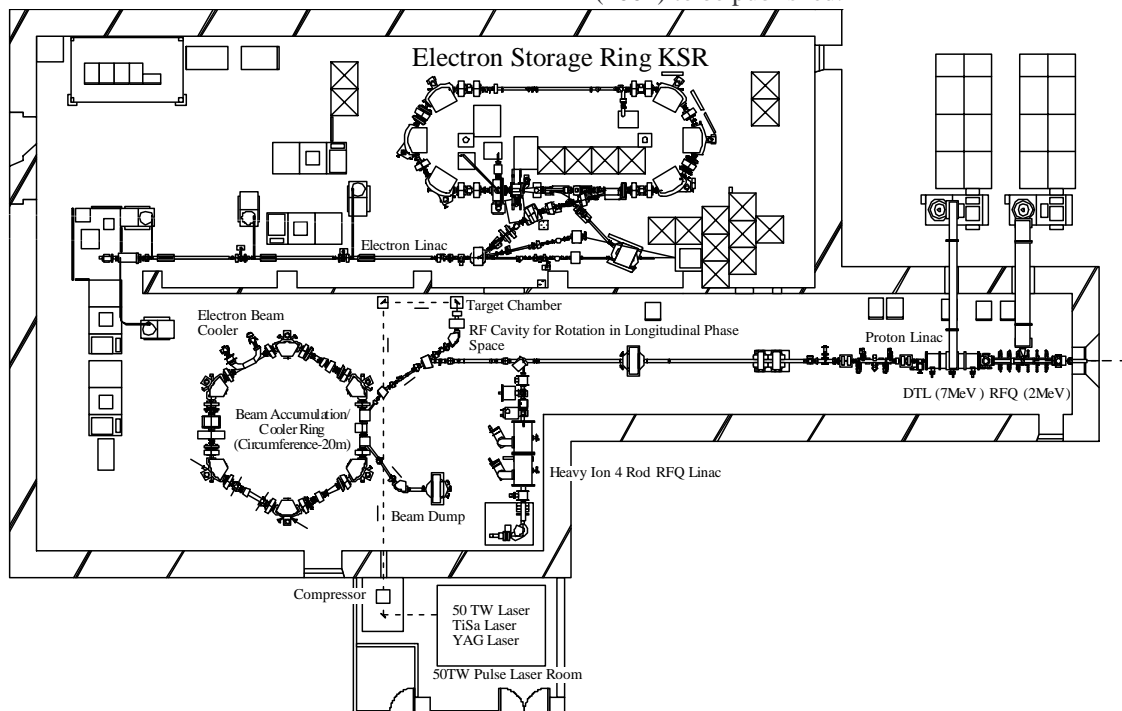 Electron Storage Ring KSR
Electron Linac
Target Chamber
Electron Beam
Cooler
RF Cavity for Rotation in Longitudinal Phase
Space
Proton Linac
DTL (7MeV) RFQ (2MeV)
Beam Accumulation/
Cooler Ring
(Circumference-20m)
Heavy Ion 4 Rod RFQ Linac
Beam Dump
Compressor
50 TW Laser
TiSa Laser
YAG Laser
50TW Pulse Laser Room